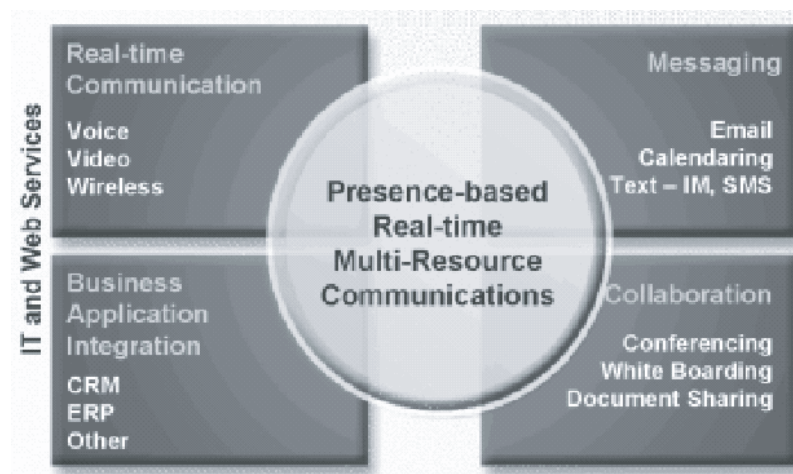 IT and Web Services
Real-time
Communication
Voice
Video
Wireless
Messaging
Email
Calendaring
Text – IM, SMS
Presence-based
Real-time
Multi-Resource
Communications
Business
Application
Integration
CRM
ERP
Other
Collaboration
Conferencing
White Boarding
Document Sharing